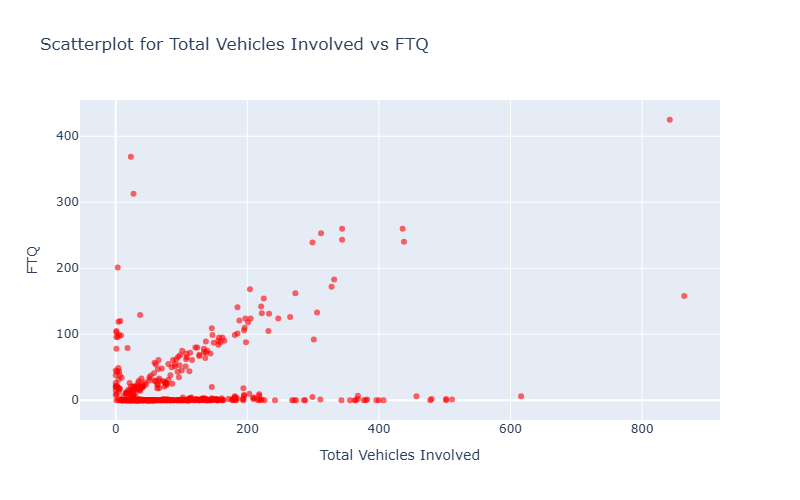 Scatterplot for Total Vehicles Involved vs FTQ
400
300
200
100
0
FTQ
0 200 400 600 800
Total Vehicles Involved